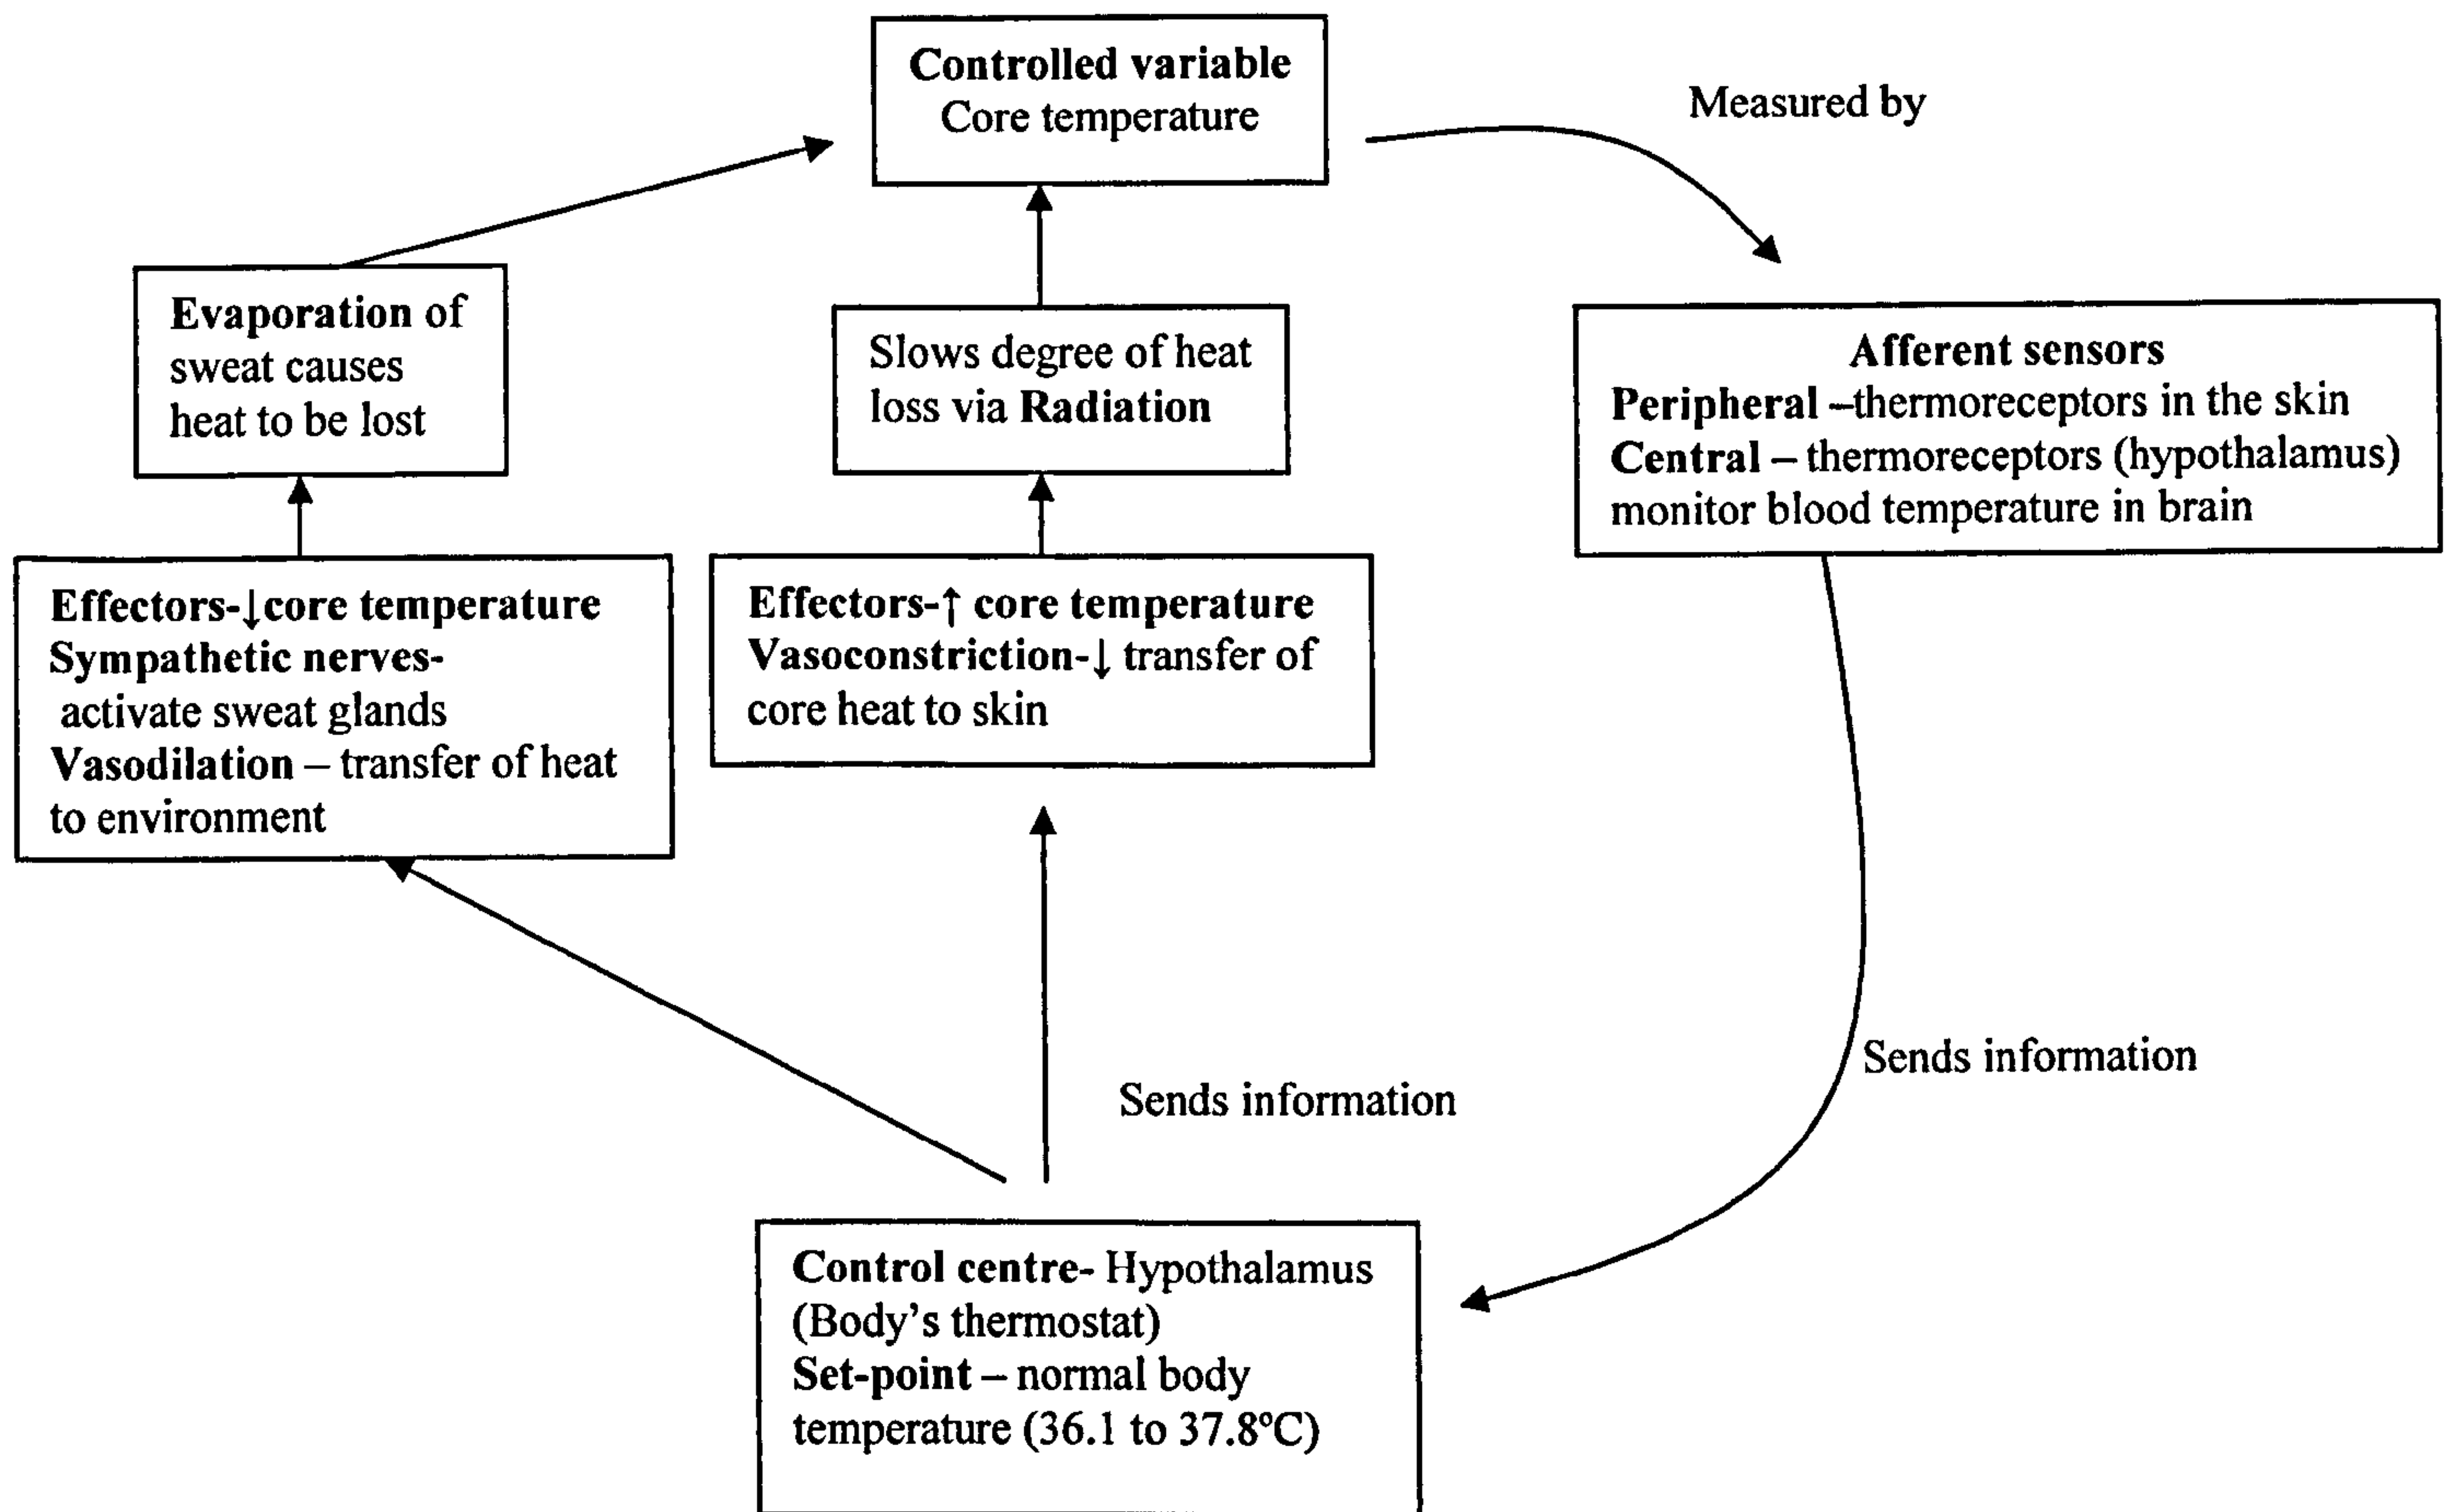 Controlled variable
Core temperature
Measured by
Evaporation of
sweat causes
heat to be lost
Slows degree of heat
loss via Radiation
Afferent sensors
Peripheral –thermoreceptors in the skin
Central – thermoreceptors (hypothalamus)
monitor blood temperature in brain
Effectors-↓core temperature
Sympathetic nerves-
activate sweat glands
Vasodilation – transfer of heat
to environment
Effectors-↑ core temperature
Vasoconstriction-↓ transfer of
core heat to skin
Sends information
Sends information
Control centre- Hypothalamus
(Body's thermostat)
Set-point – normal body
temperature (36.1 to 37.8ºC)